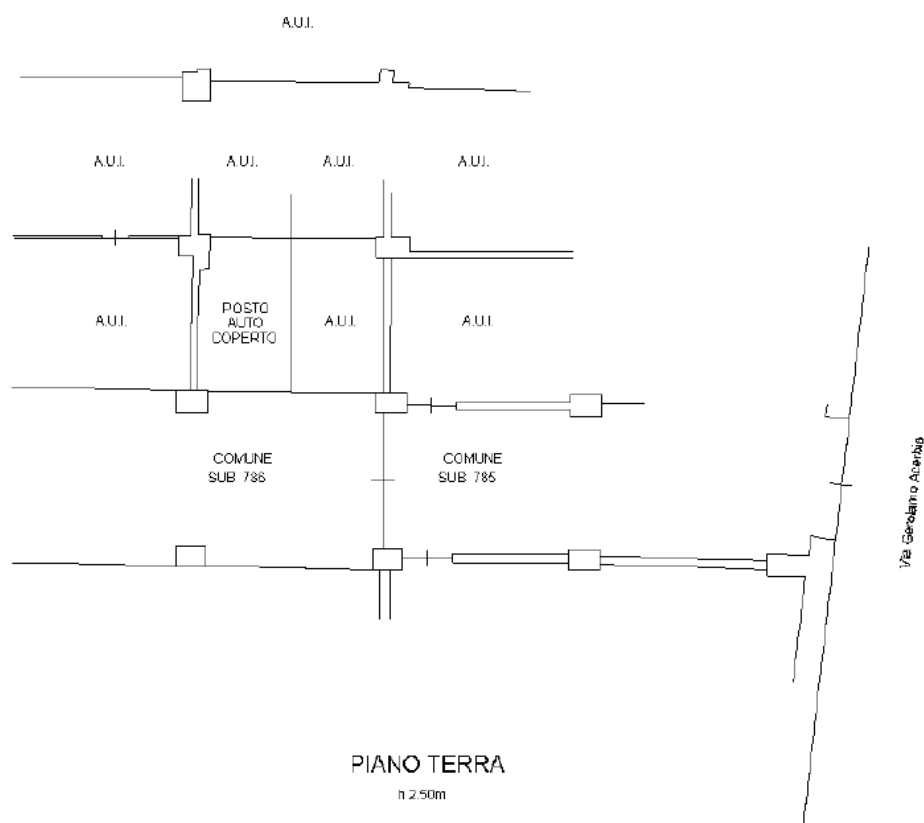 A.U.I.
A.U.I.
A.U.I.
A.U.I.
A.U.I.
A.U.I.
POSTO
AUTO
COPERTO
A.U.I.
A.U.I.
COMUNE
SUB 786
COMUNE
SUB 785
Via Gerolamo Acerbis
PIANO TERRA
h 2.50m